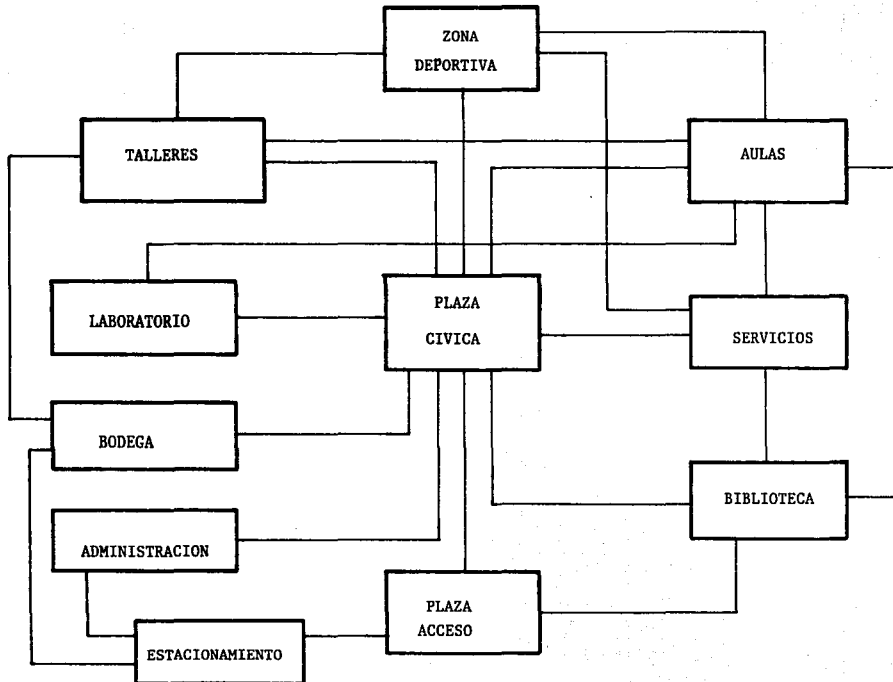 ZONA
DEPORTIVA
TALLERES
AULAS
LABORATORIO
PLAZA
CIVICA
SERVICIOS
BODEGA
BIBLIOTECA
ADMINISTRACION
PLAZA
ACCESO
ESTACIONAMIENTO